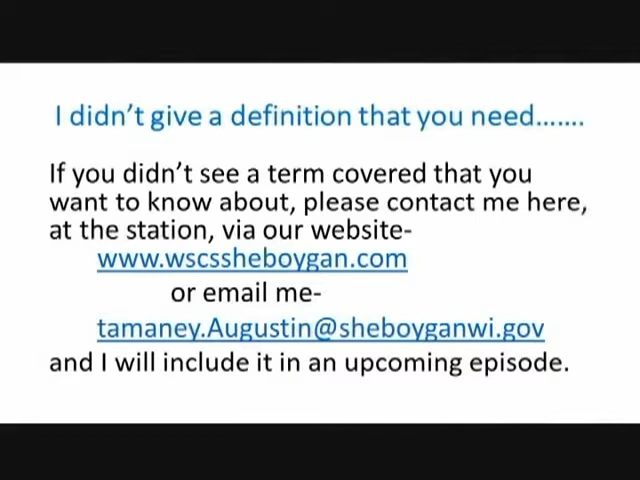 I didn't give a definition that you need.......
If you didn't see a term covered that you
want to know about, please contact me here,
at the station, via our website-
www.wscssheboygan.com
or email me-
tamaney.Augustin@sheboyganwi.gov
and I will include it in an upcoming episode.